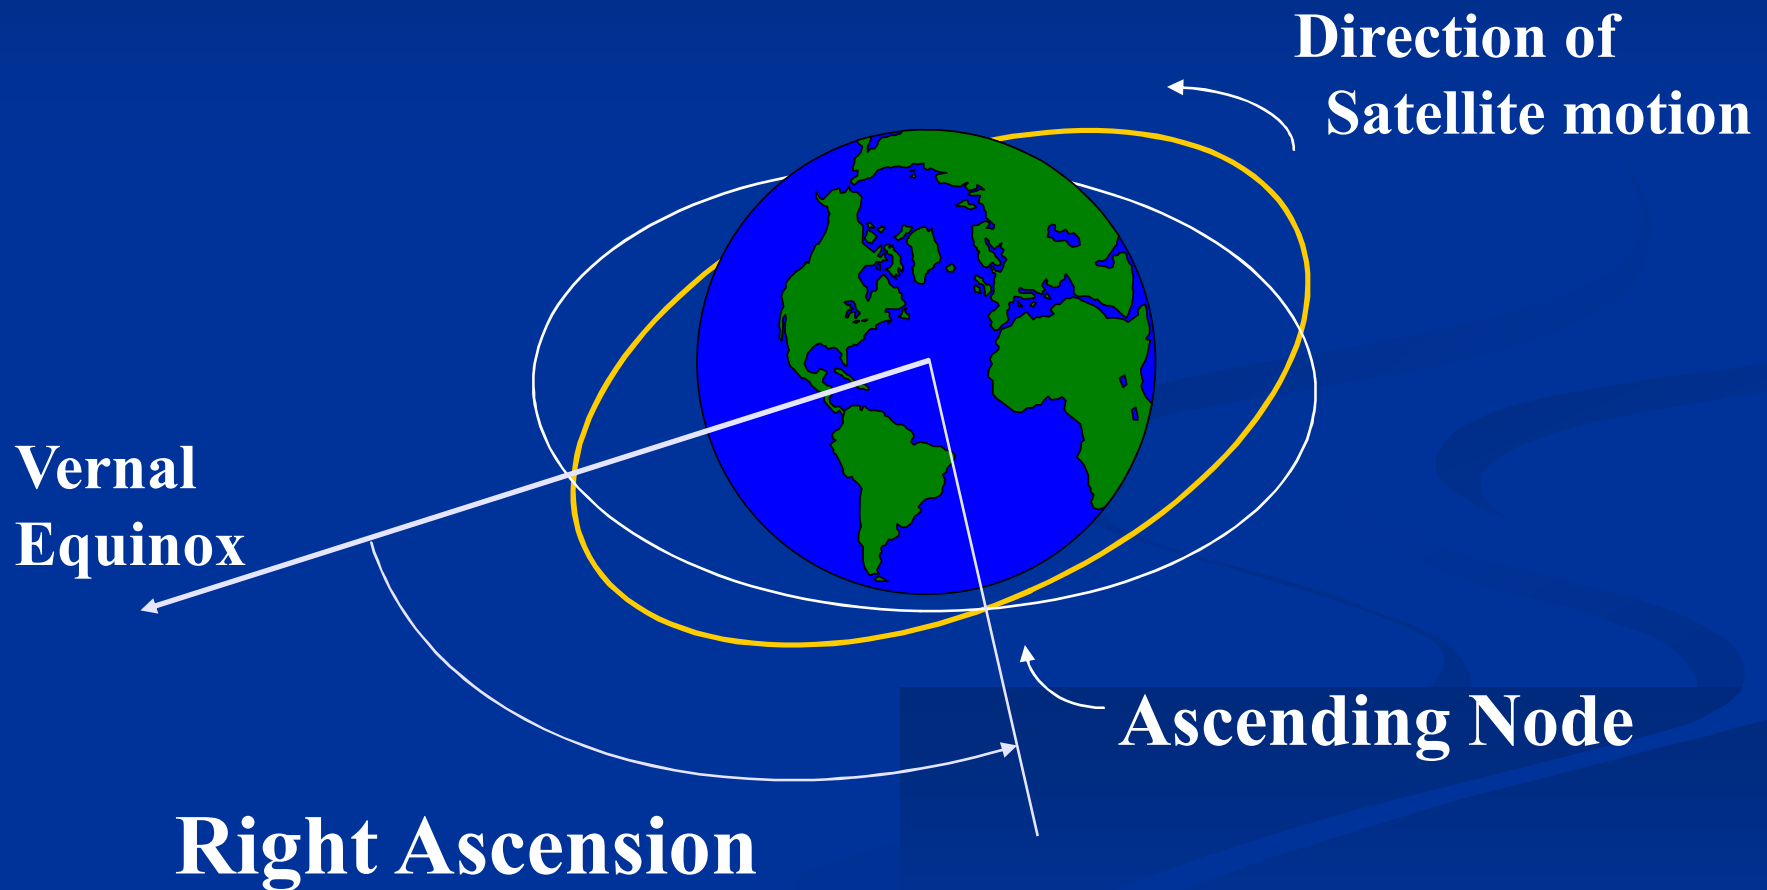 Direction of
Satellite motion
Vernal
Equinox
Ascending Node
Right Ascension